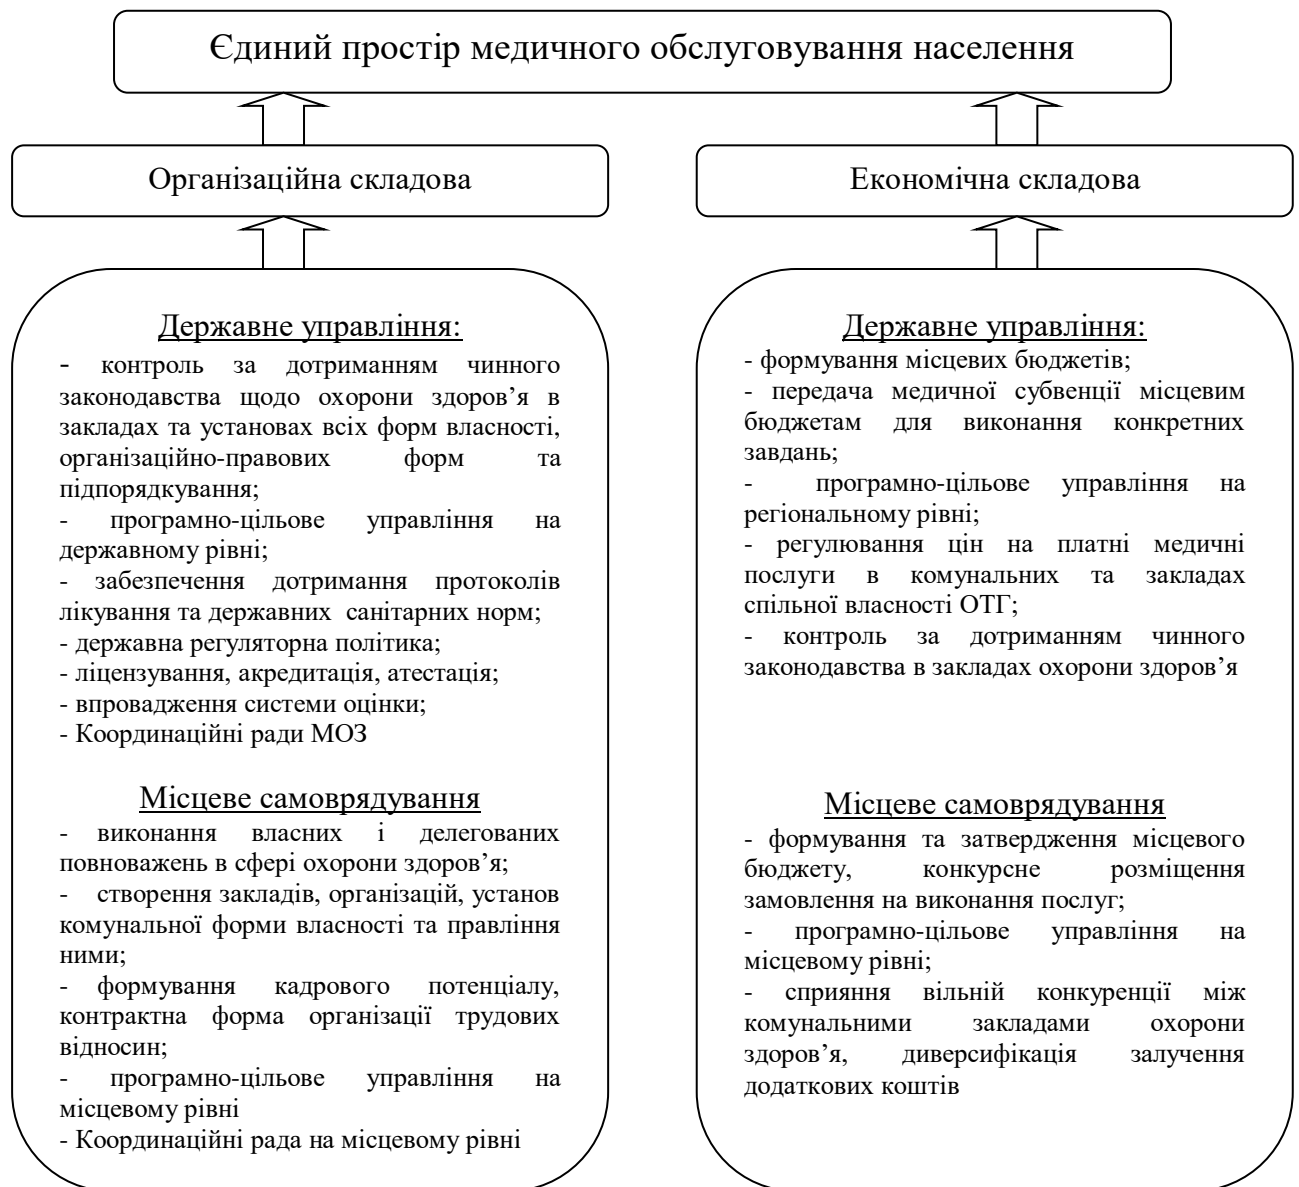 Єдиний простір медичного обслуговування населення
Організаційна складова
Економічна складова
Державне управління:
- контроль за дотриманням чинного
законодавства щодо охорони здоров’я в
закладах та установах всіх форм власності,
організаційно-правових форм та
підпорядкування;
- програмно-цільове управління на
державному рівні;
- забезпечення дотримання протоколів
лікування та державних санітарних норм;
- державна регуляторна політика;
- ліцензування, акредитація, атестація;
- впровадження системи оцінки;
- Координаційні ради МОЗ
Місцеве самоврядування
- виконання власних і делегованих
повноважень в сфері охорони здоров’я;
- створення закладів, організацій, установ
комунальної форми власності та правління
ними;
- формування кадрового потенціалу,
контрактна форма організації трудових
відносин;
- програмно-цільове управління на
місцевому рівні
- Координаційні рада на місцевому рівні
Державне управління:
- формування місцевих бюджетів;
- передача медичної субвенції місцевим
бюджетам для виконання конкретних
завдань;
- програмно-цільове управління на
регіональному рівні;
- регулювання цін на платні медичні
послуги в комунальних та закладах
спільної власності ОТГ;
- контроль за дотриманням чинного
законодавства в закладах охорони здоров’я
Місцеве самоврядування
- формування та затвердження місцевого
бюджету, конкурсне розміщення
замовлення на виконання послуг;
- програмно-цільове управління на
місцевому рівні;
- сприяння вільній конкуренції між
комунальними закладами охорони
здоров’я, диверсифікація залучення
додаткових коштів